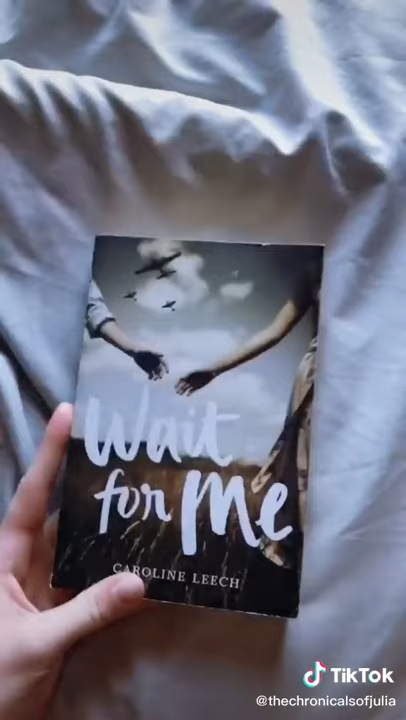 Wait
for Me
CAROLINE LEECH
TikTok
@thechronicalsofjulia